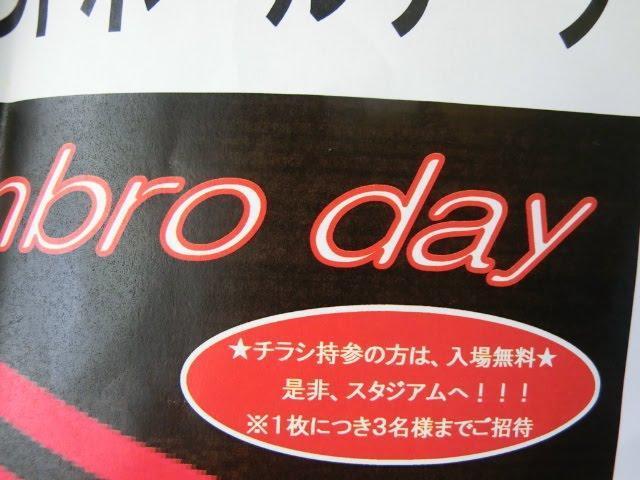 mbro day
★チラシ持参の方は、入場無料★
是非、スタジアムへ！！！
※１枚につき３名様までご招待